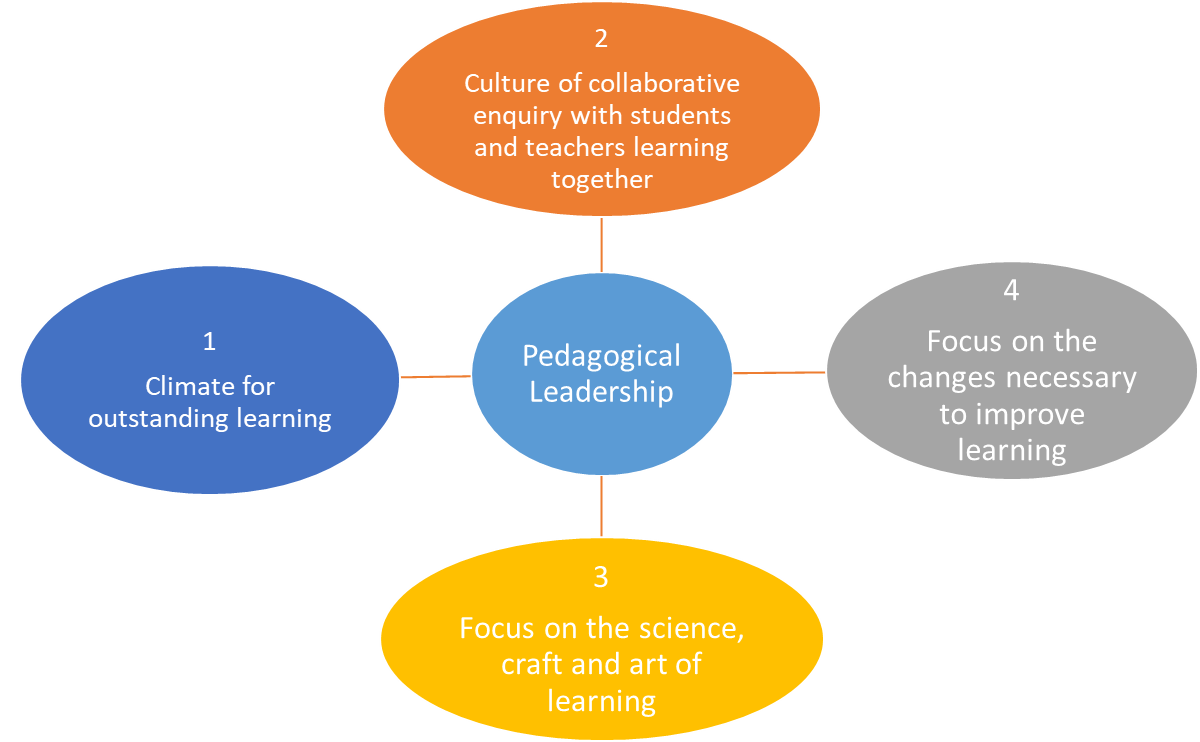 2
Culture of collaborative
enquiry with students
and teachers learning
together
1
Climate for
outstanding learning
Pedagogical
Leadership
4
Focus on the
changes necessary
to improve
learning
3
Focus on the science,
craft and art of
learning